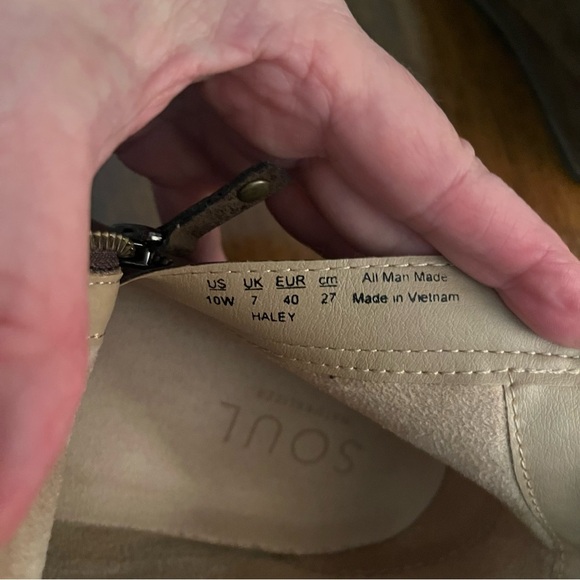 US UK EUR cm All Man Made
10W 7 40 27 Made in Vietnam
HALEY
SOUL